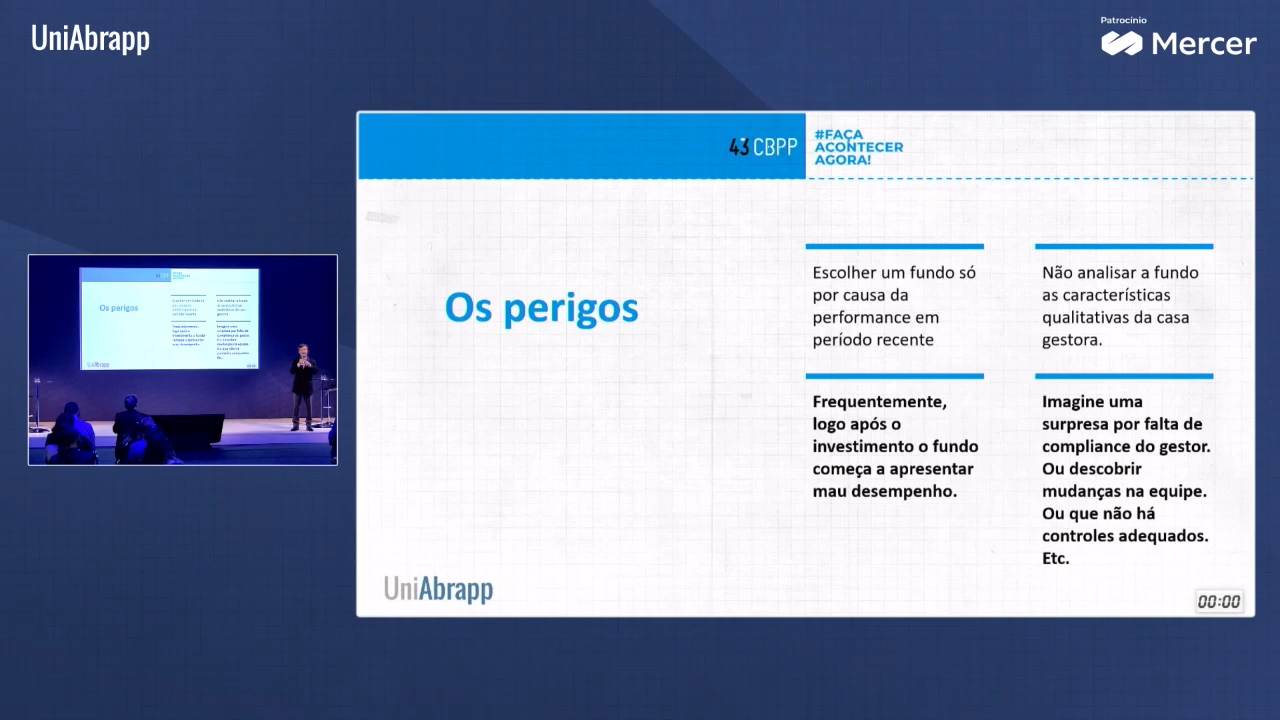 UniAbrapp
Patrocínio
Mercer
43 CBPP
#FAÇA
ACONTECER
AGORA!
Os perigos
Escolher um fundo só
por causa da
performance em
período recente
Não analisar a fundo
as características
qualitativas da casa
gestora.
Frequentemente,
logo após o
investimento o fundo
começa a apresentar
mau desempenho.
Imagine uma
surpresa por falta de
compliance do gestor.
Ou descobrir
mudanças na equipe.
Ou que não há
controles adequados.
Etc.
UniAbrapp
00:00
Os perigos
UniAbrapp